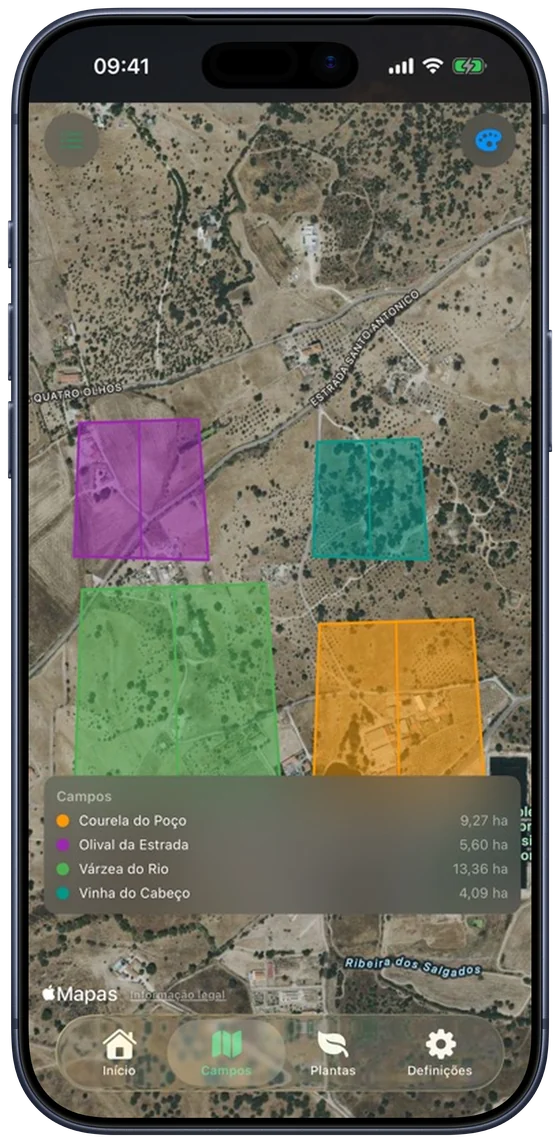 09:41
QUATRO OLHOS
ESTRADA SANTO ANTONICO
Campos
Courela do Poço 9,27 ha
Olival da Estrada 5,60 ha
Várzea do Rio 13,36 ha
Vinha do Cabeço 4,09 ha
Ribeira dos Salgados
Mapas Informação legal
Início Campos Plantas Definições